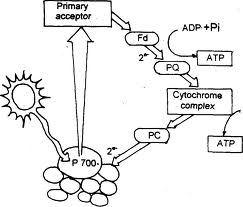 Primary
acceptor
Fd
2e⁻
ADP +Pi
PQ
ATP
Cytochrome
complex
PC
2e⁻
ATP
P 700